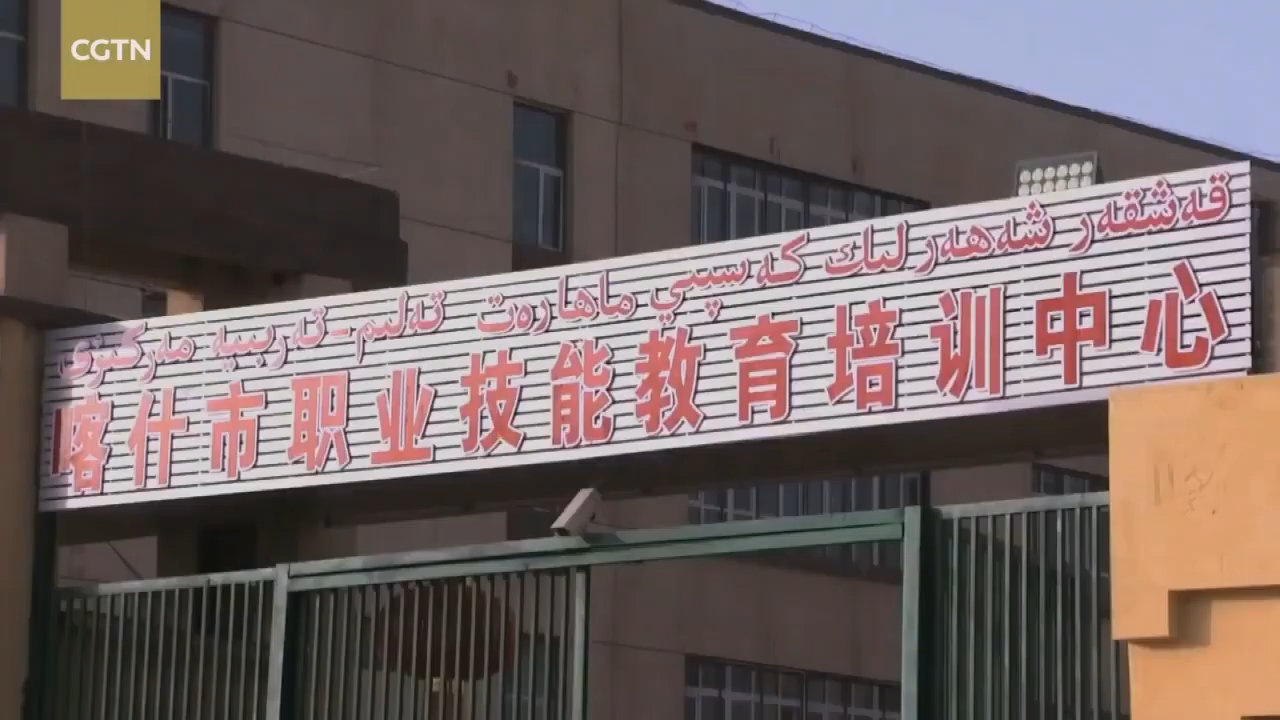 CGTN
قەشقەر شەھەرلىك كەسپىي ماھارەت تەلىم-تەربىيە مەركىزى
喀什市职业技能教育培训中心